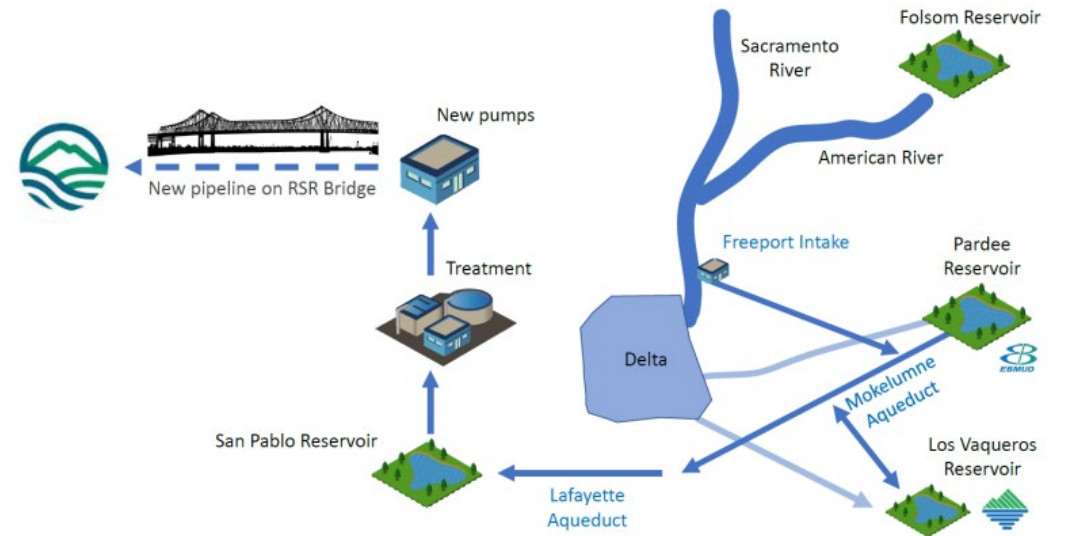 Folsom Reservoir
Sacramento
River
New pumps
American River
New pipeline on RSR Bridge
Freeport Intake
Pardee
Reservoir
Treatment
Delta
EBMUD
Mokelumne
Aqueduct
San Pablo Reservoir
Los Vaqueros
Reservoir
Lafayette
Aqueduct